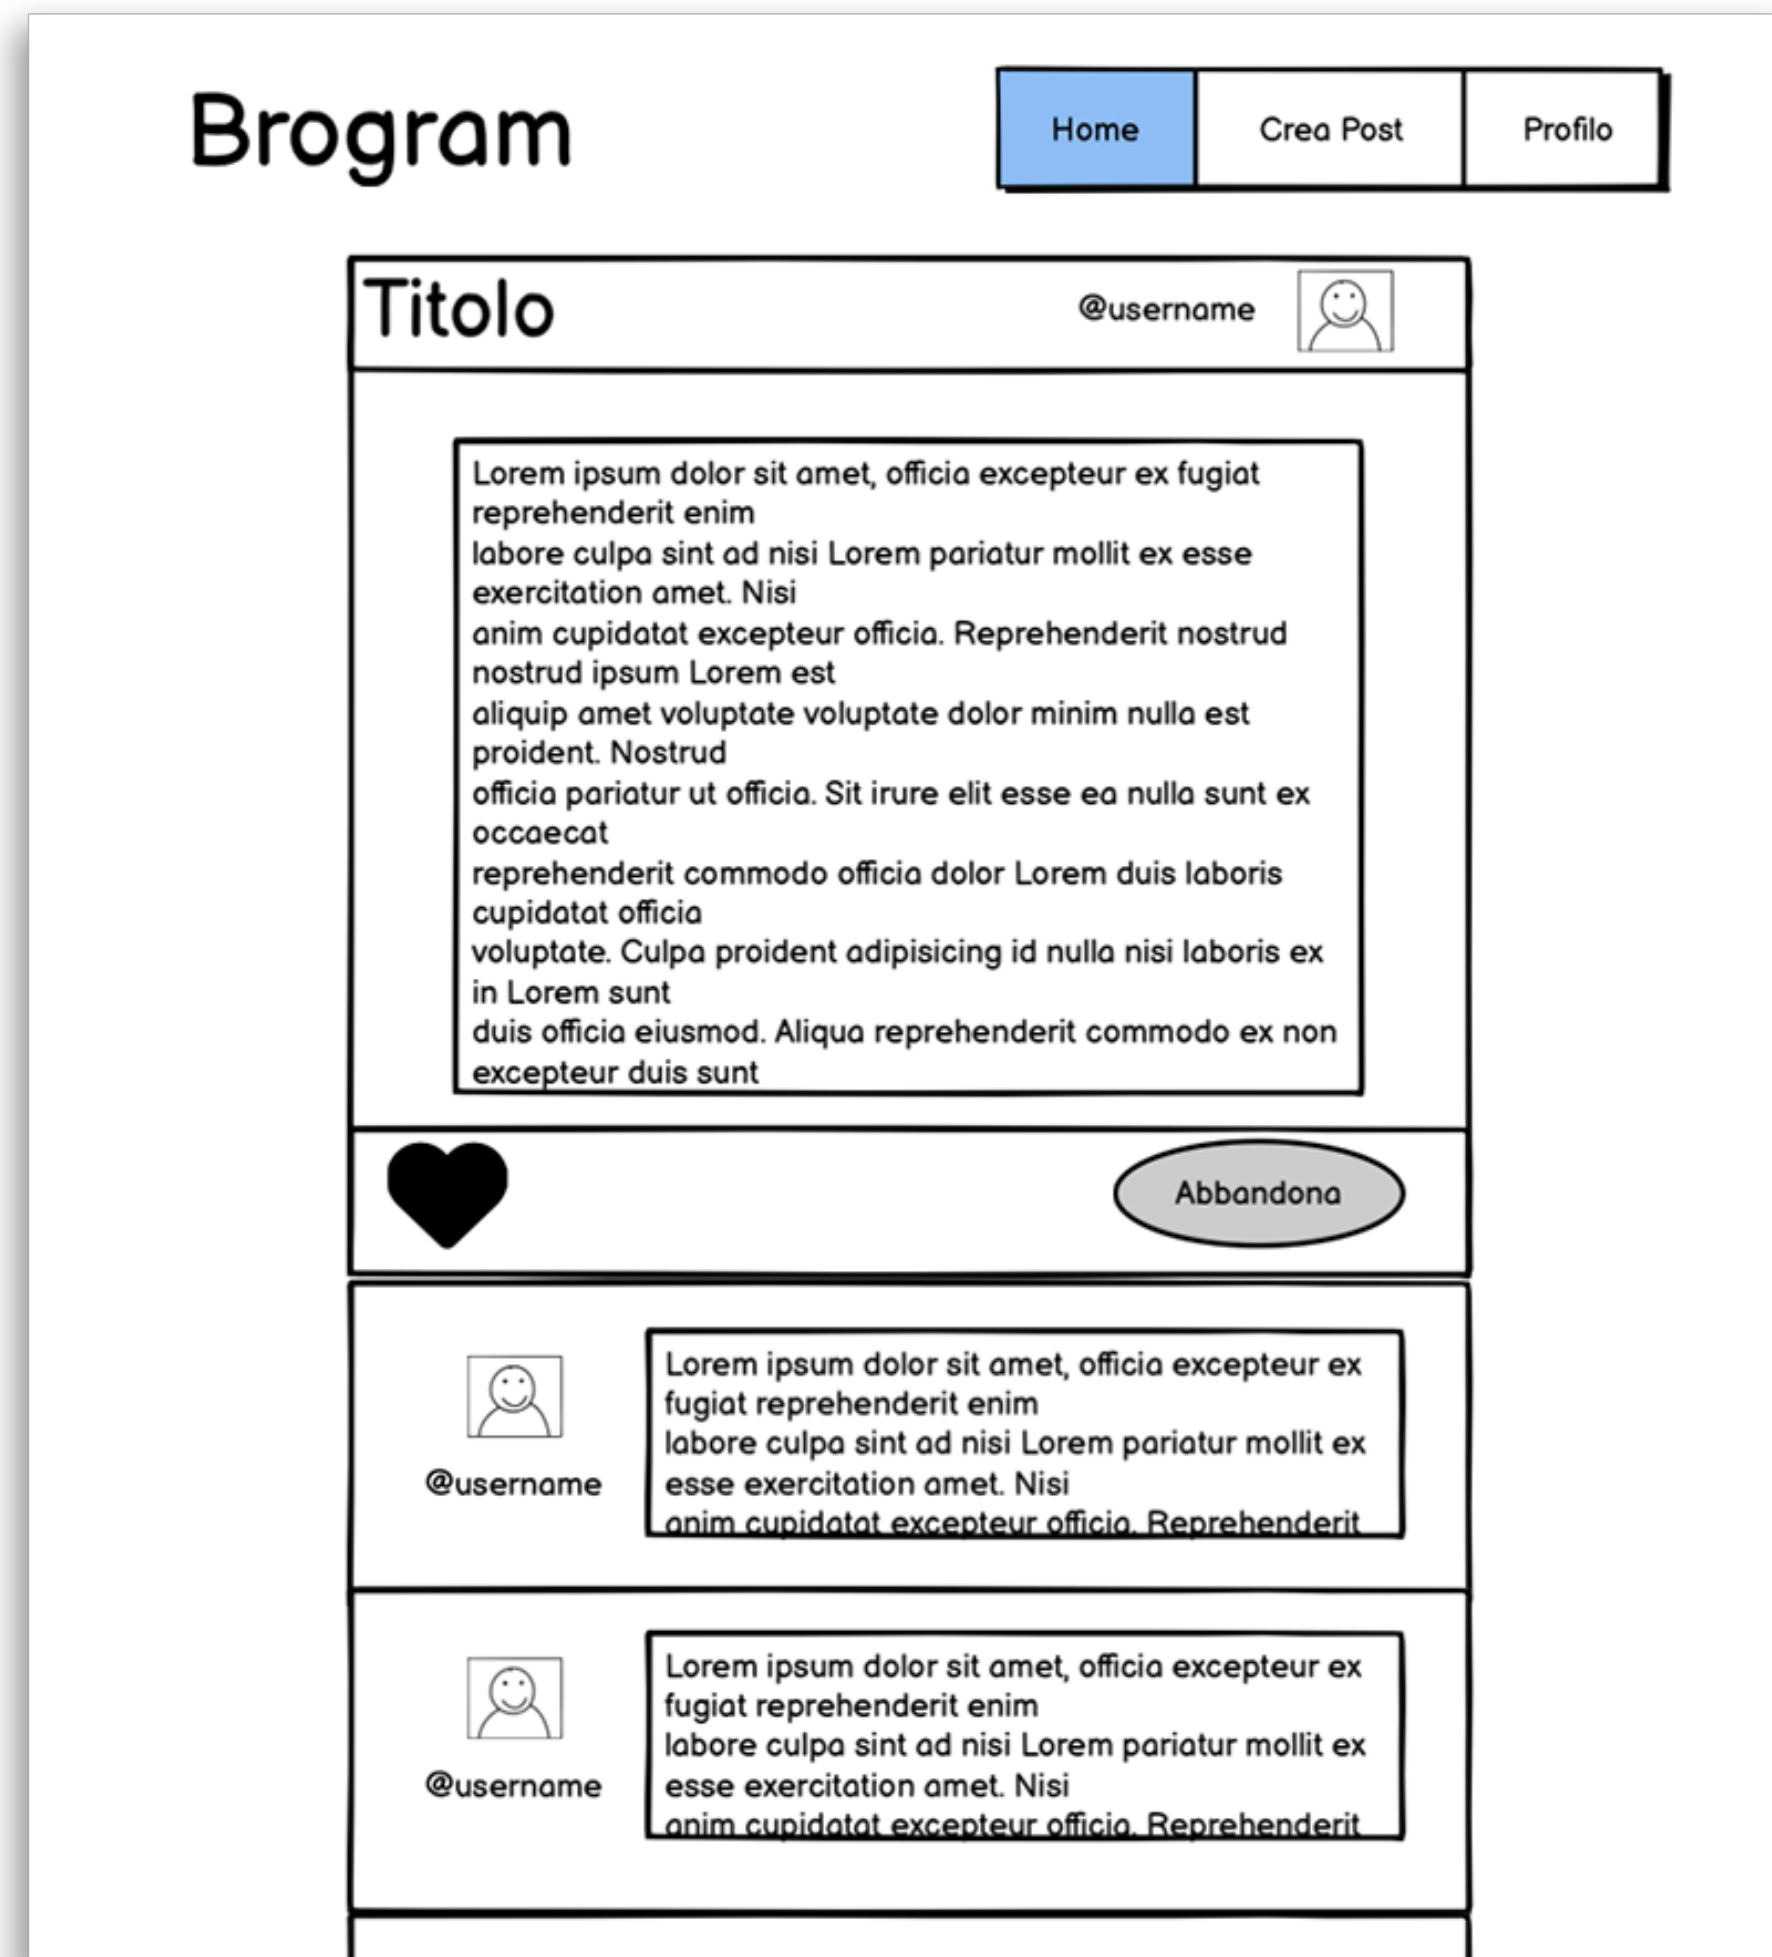 Brogram
Home
Crea Post
Profilo
Titolo
@username
Lorem ipsum dolor sit amet, officia excepteur ex fugiat
reprehenderit enim
labore culpa sint ad nisi Lorem pariatur mollit ex esse
exercitation amet. Nisi
anim cupidatat excepteur officia. Reprehenderit nostrud
nostrud ipsum Lorem est
aliquip amet voluptate voluptate dolor minim nulla est
proident. Nostrud
officia pariatur ut officia. Sit irure elit esse ea nulla sunt ex
occaecat
reprehenderit commodo officia dolor Lorem duis laboris
cupidatat officia
voluptate. Culpa proident adipisicing id nulla nisi laboris ex
in Lorem sunt
duis officia eiusmod. Aliqua reprehenderit commodo ex non
excepteur duis sunt
Abbandona
@username
Lorem ipsum dolor sit amet, officia excepteur ex
fugiat reprehenderit enim
labore culpa sint ad nisi Lorem pariatur mollit ex
esse exercitation amet. Nisi
anim cupidatat excepteur officia. Reprehenderit
@username
Lorem ipsum dolor sit amet, officia excepteur ex
fugiat reprehenderit enim
labore culpa sint ad nisi Lorem pariatur mollit ex
esse exercitation amet. Nisi
anim cupidatat excepteur officia. Reprehenderit